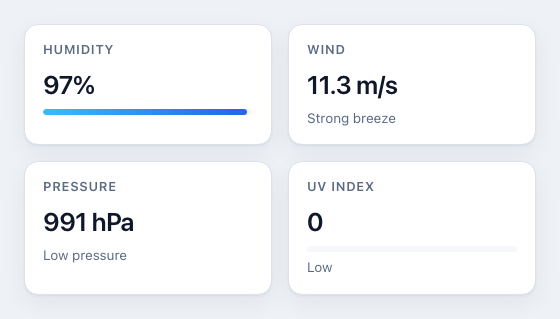 HUMIDITY
97%
WIND
11.3 m/s
Strong breeze
PRESSURE
991 hPa
Low pressure
UV INDEX
0
Low